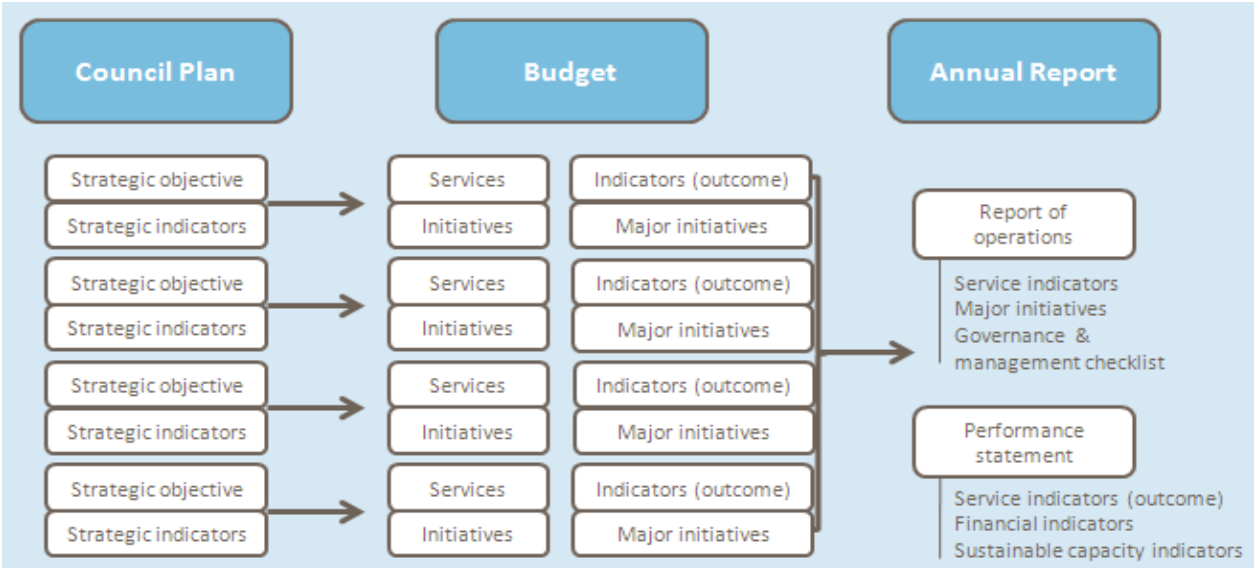 Council Plan
Budget
Annual Report
Strategic objective
Strategic indicators
Services
Initiatives
Indicators (outcome)
Major initiatives
Strategic objective
Strategic indicators
Services
Initiatives
Indicators (outcome)
Major initiatives
Strategic objective
Strategic indicators
Services
Initiatives
Indicators (outcome)
Major initiatives
Strategic objective
Strategic indicators
Services
Initiatives
Indicators (outcome)
Major initiatives
Report of
operations
Service indicators
Major initiatives
Governance &
management checklist
Performance
statement
Service indicators (outcome)
Financial indicators
Sustainable capacity indicators